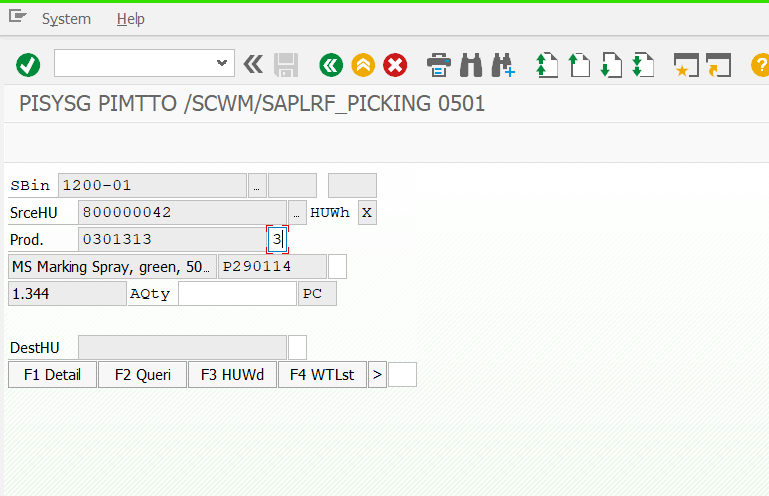 System Help
PISYSG PIMTTO /SCWM/SAPLRF_PICKING 0501
SBin 1200-01 ...
SrceHU 800000042 ... HUWh X
Prod. 0301313 3
MS Marking Spray, green, 50... P290114
1.344 AQty PC
DestHU
F1 Detail F2 Queri F3 HUWd F4 WTLst >